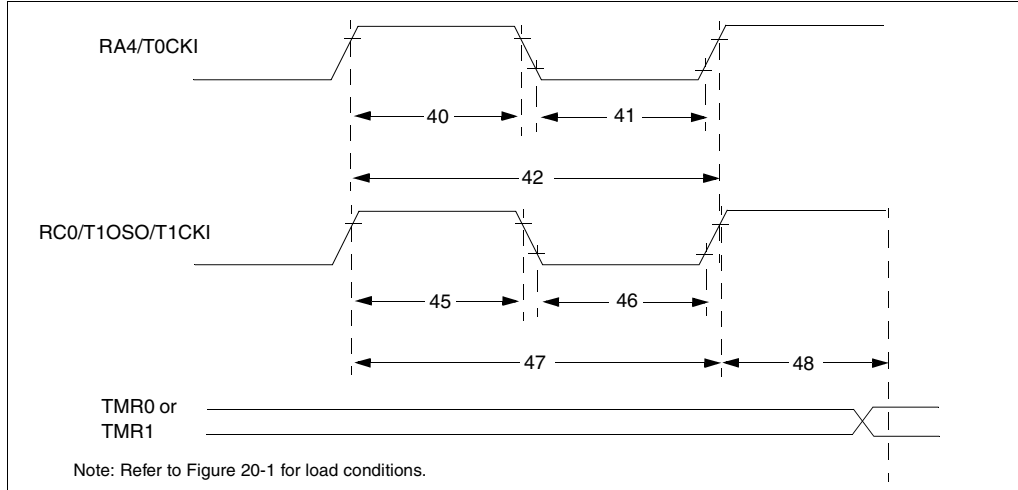 RA4/T0CKI
40
41
42
RC0/T1OSO/T1CKI
45
46
47
48
TMR0 or
TMR1
Note: Refer to Figure 20-1 for load conditions.